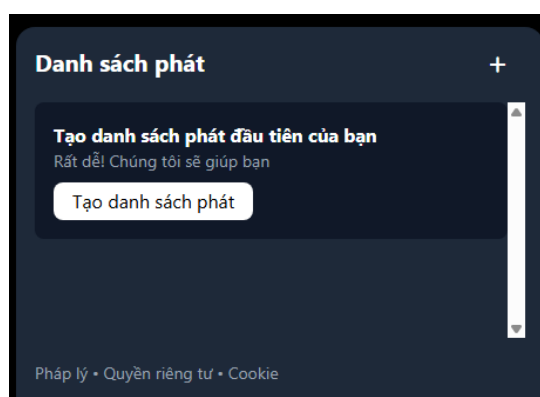 Danh sách phát +
Tạo danh sách phát đầu tiên của bạn
Rất dễ! Chúng tôi sẽ giúp bạn
Tạo danh sách phát
Pháp lý • Quyền riêng tư • Cookie